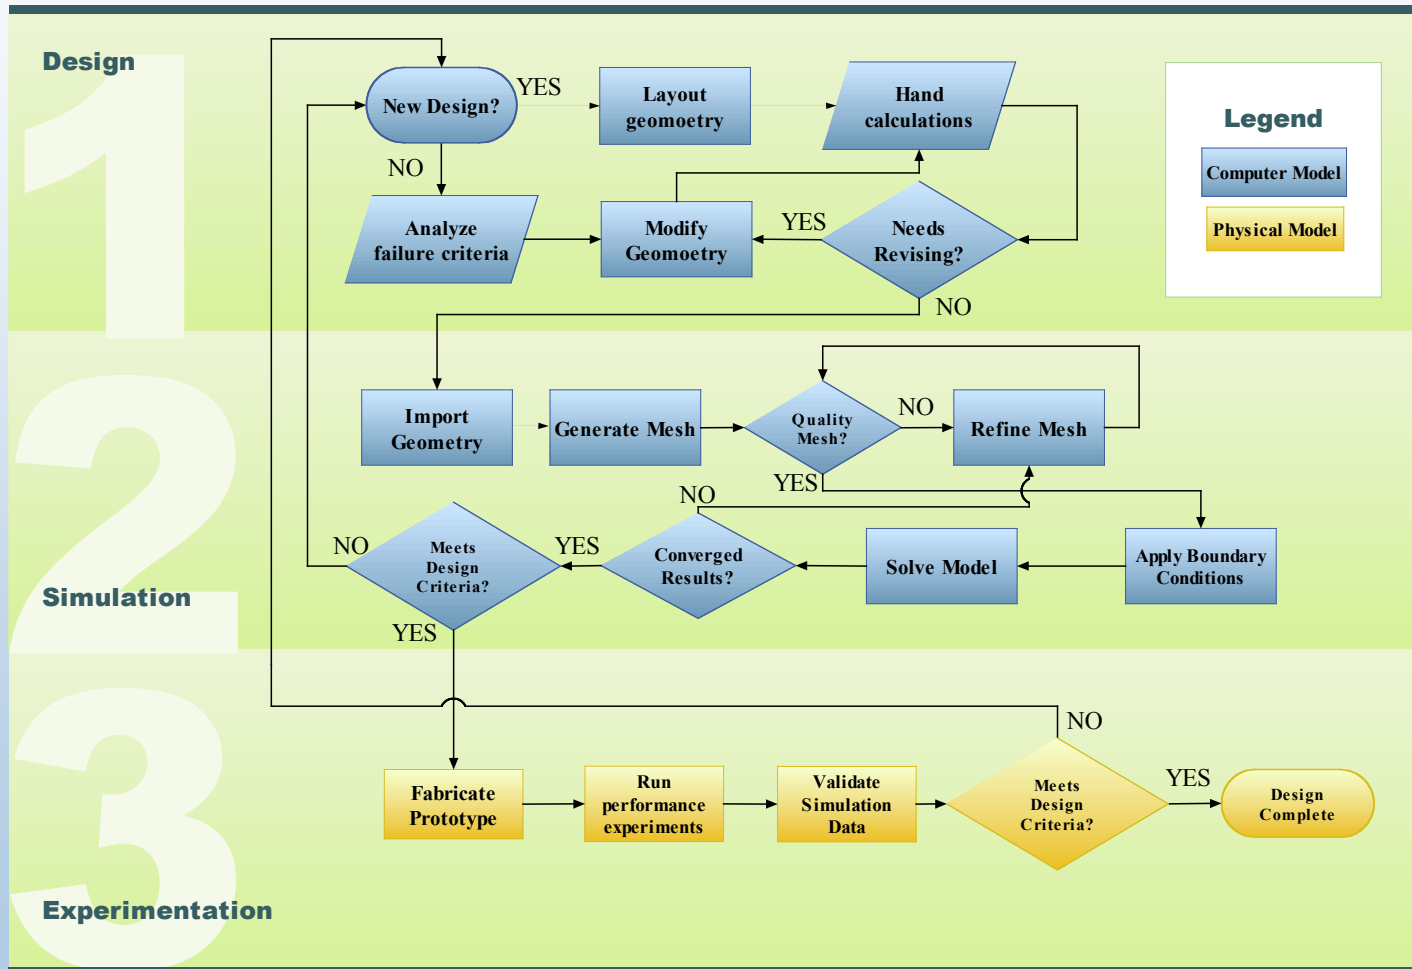 1
Design
New Design?
YES
Layout
geomoetry
Hand
calculations
Legend
Computer Model
Physical Model
NO
Analyze
failure criteria
Modify
Geomoetry
YES
Needs
Revising?
NO
2
Import
Geometry
Generate Mesh
Quality
Mesh?
NO
Refine Mesh
YES
NO
Meets
Design
Criteria?
NO
YES
Converged
Results?
Solve Model
Apply Boundary
Conditions
Simulation
YES
3
NO
Fabricate
Prototype
Run
performance
experiments
Validate
Simulation
Data
Meets
Design
Criteria?
YES
Design
Complete
Experimentation